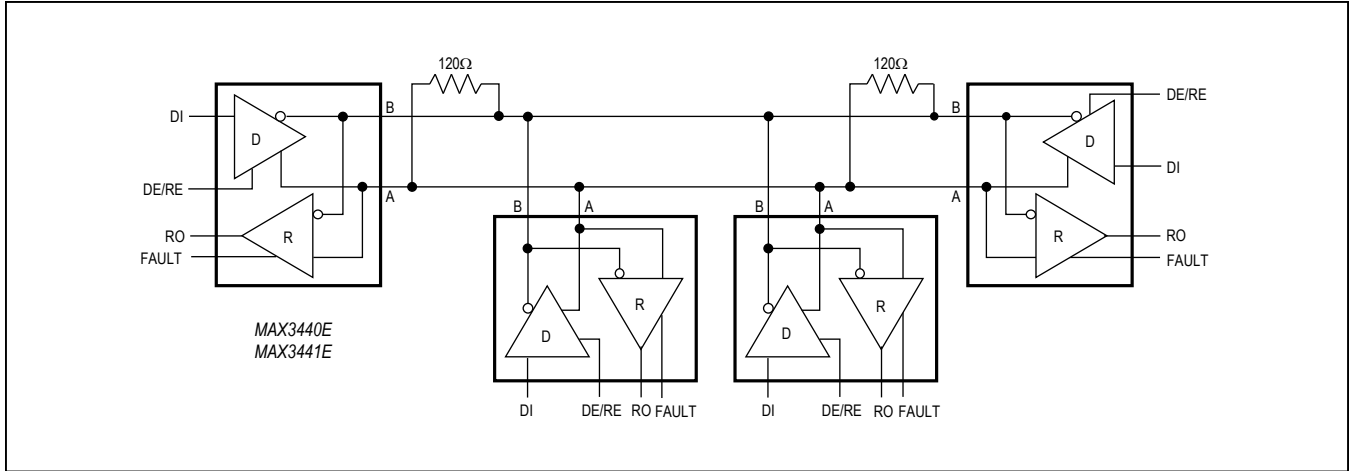 120Ω
120Ω
DI
D
B
DE/RE
A
RO
R
FAULT
MAX3440E
MAX3441E
B
A
D
R
DI
DE/RE
RO
FAULT
B
A
D
R
DI
DE/RE
RO
FAULT
B
DE/RE
D
DI
A
R
RO
FAULT